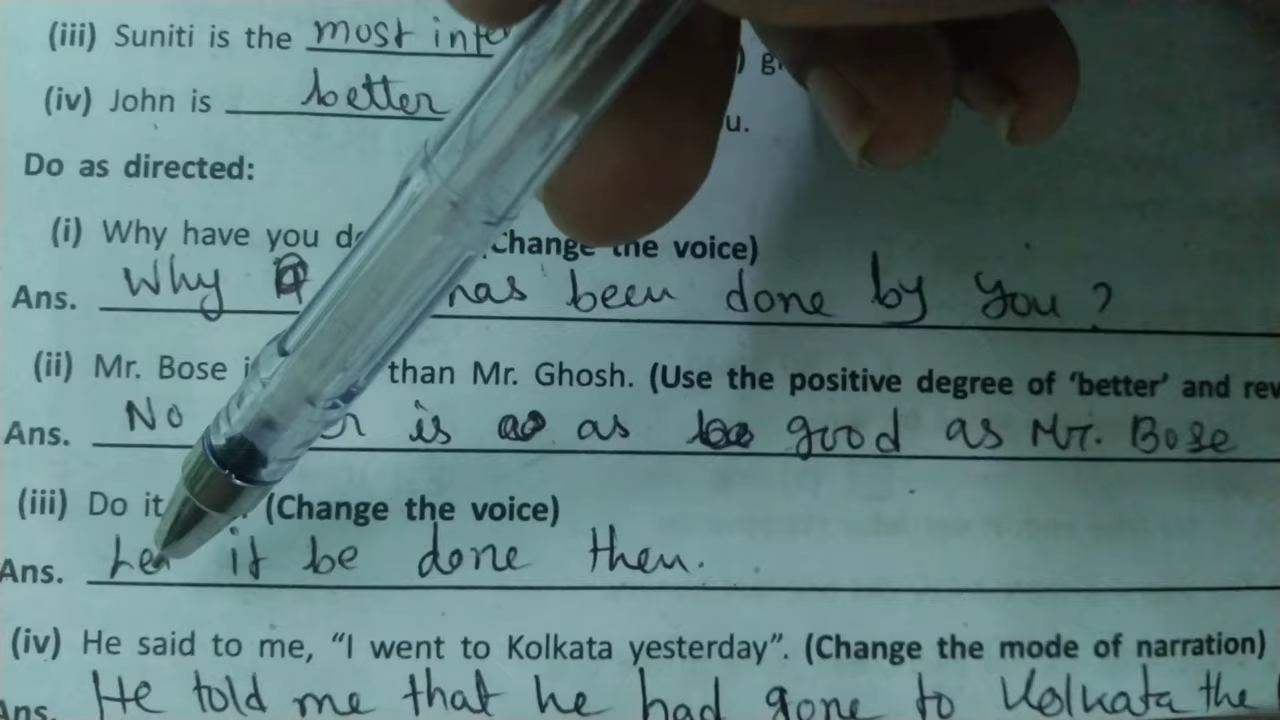 (iii) Suniti is the most
(iv) John is better u.
Do as directed:
(i) Why have you (Change the voice)
Ans. Why has been done by you ?
(ii) Mr. Bose than Mr. Ghosh. (Use the positive degree of 'better' and
Ans. No is as good as Mr. Bose
(iii) Do it (Change the voice)
Ans. Let it be done then.
(iv) He said to me, “I went to Kolkata yesterday”. (Change the mode of narration)
Ans. He told me that he had gone to Kolkata the